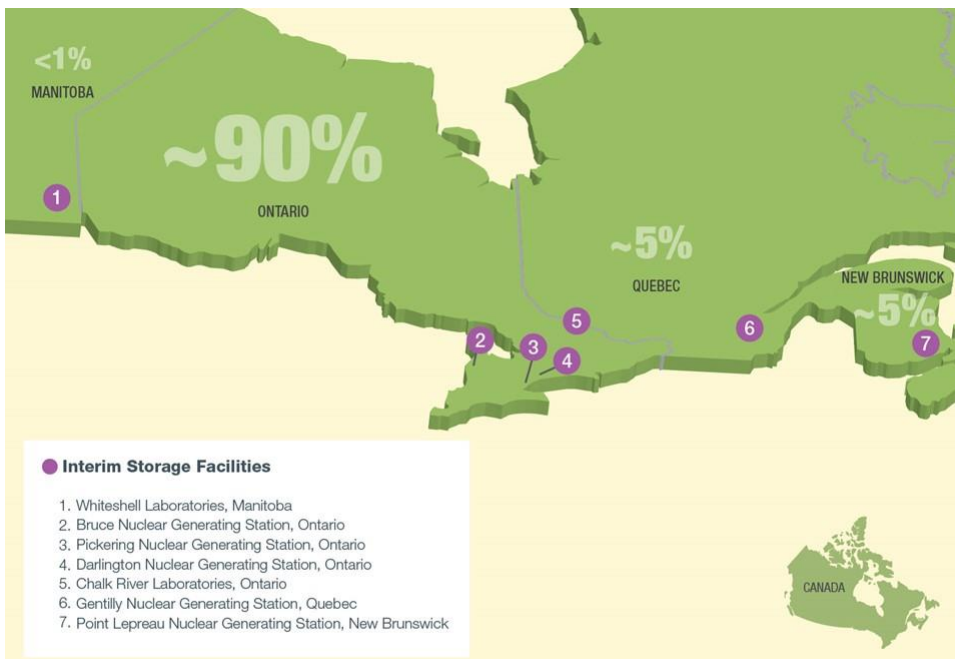 <1%
MANITOBA
~90%
ONTARIO
1
~5%
QUEBEC
NEW BRUNSWICK
~5%
5
6
2
3
4
7
Interim Storage Facilities
1. Whiteshell Laboratories, Manitoba
2. Bruce Nuclear Generating Station, Ontario
3. Pickering Nuclear Generating Station, Ontario
4. Darlington Nuclear Generating Station, Ontario
5. Chalk River Laboratories, Ontario
6. Gentilly Nuclear Generating Station, Quebec
7. Point Lepreau Nuclear Generating Station, New Brunswick
CANADA